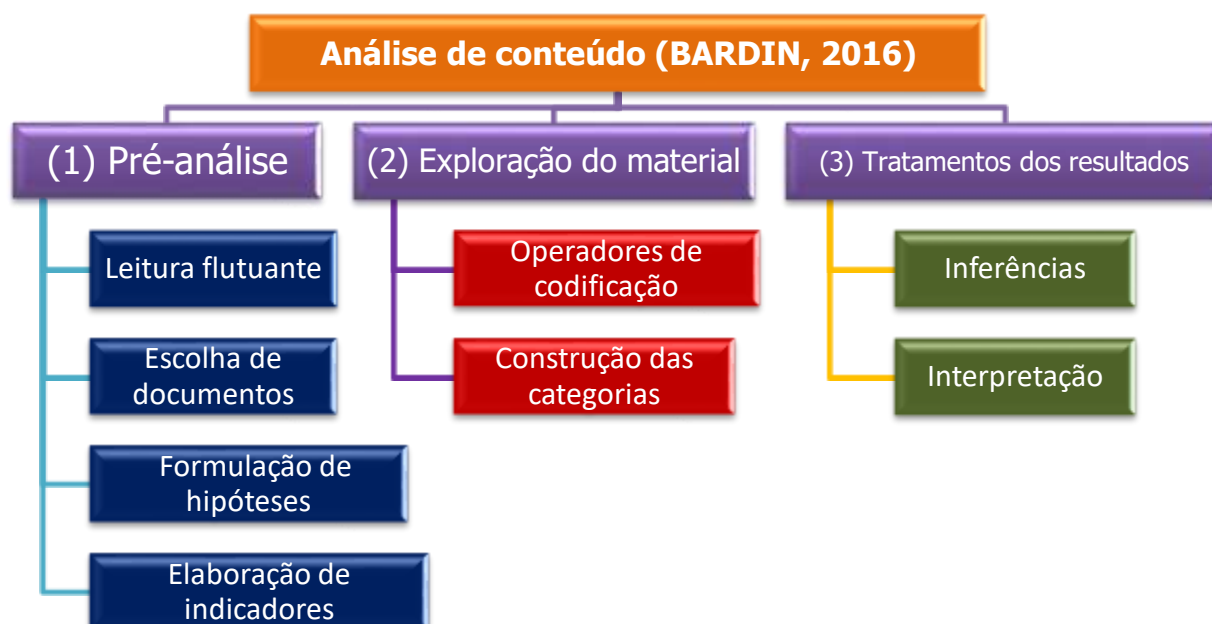 Análise de conteúdo (BARDIN, 2016)
(1) Pré-análise
(2) Exploração do material
(3) Tratamentos dos resultados
Leitura flutuante
Escolha de
documentos
Formulação de
hipóteses
Elaboração de
indicadores
Operadores de
codificação
Construção das
categorias
Inferências
Interpretação